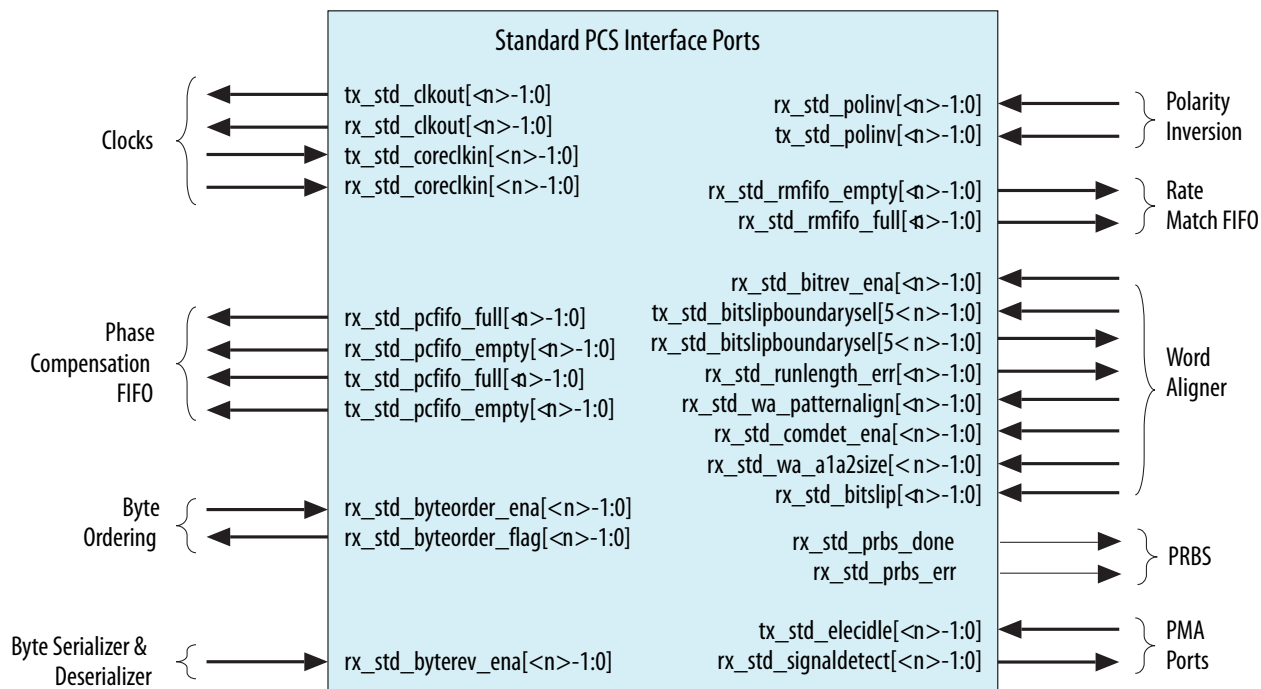 Standard PCS Interface Ports
Clocks
tx_std_clkout[<n>-1:0]
rx_std_clkout[<n>-1:0]
tx_std_coreclkin[<n>-1:0]
rx_std_coreclkin[<n>-1:0]
Phase
Compensation
FIFO
rx_std_pcfifo_full[<n>-1:0]
rx_std_pcfifo_empty[<n>-1:0]
tx_std_pcfifo_full[<n>-1:0]
tx_std_pcfifo_empty[<n>-1:0]
Byte
Ordering
rx_std_byteorder_ena[<n>-1:0]
rx_std_byteorder_flag[<n>-1:0]
Byte Serializer &
Deserializer
rx_std_byterev_ena[<n>-1:0]
rx_std_polinv[<n>-1:0]
tx_std_polinv[<n>-1:0]
Polarity
Inversion
rx_std_rmfifo_empty[<n>-1:0]
rx_std_rmfifo_full[<n>-1:0]
Rate
Match FIFO
rx_std_bitrev_ena[<n>-1:0]
tx_std_bitslipboundarysel[5<n>-1:0]
rx_std_bitslipboundarysel[5<n>-1:0]
rx_std_runlength_err[<n>-1:0]
rx_std_wa_patternalign[<n>-1:0]
rx_std_comdet_ena[<n>-1:0]
rx_std_wa_a1a2size[<n>-1:0]
rx_std_bitslip[<n>-1:0]
Word
Aligner
rx_std_prbs_done
rx_std_prbs_err
PRBS
tx_std_elecidle[<n>-1:0]
rx_std_signaldetect[<n>-1:0]
PMA
Ports